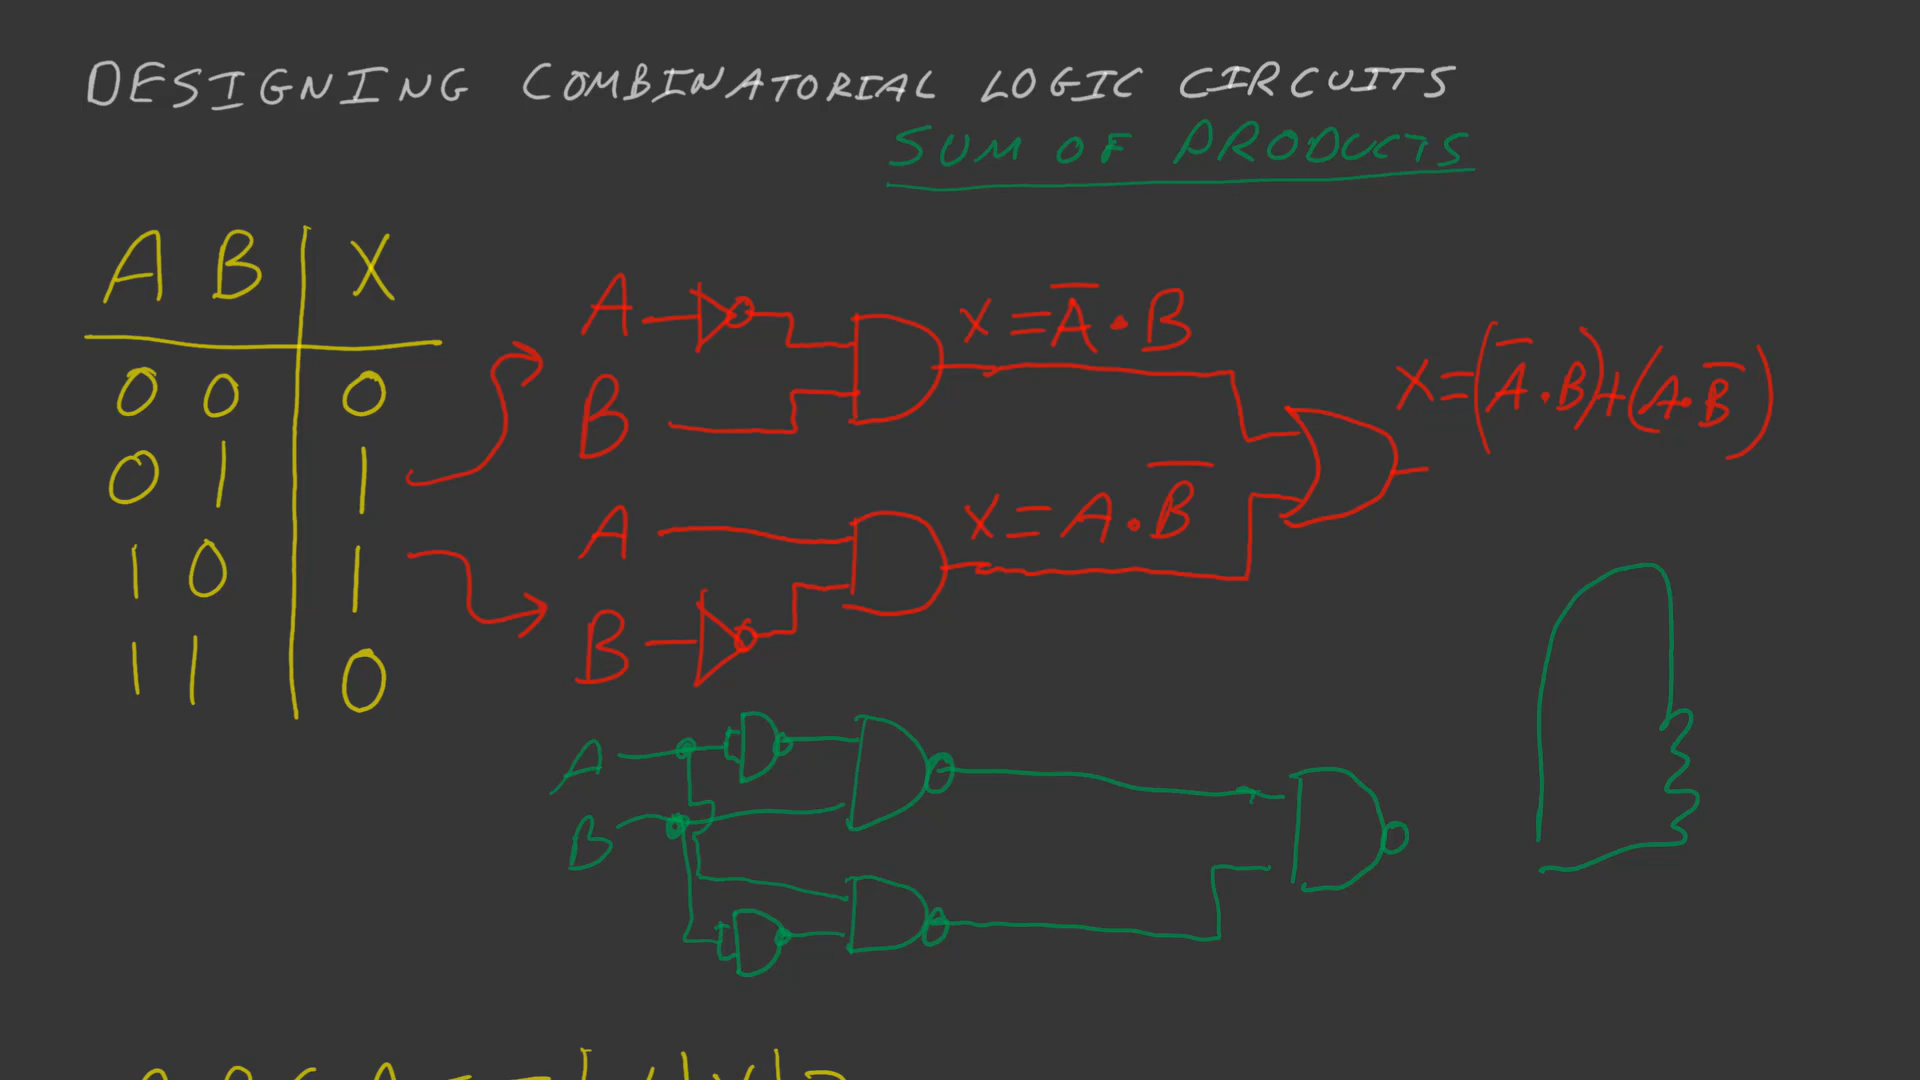 DESIGNING COMBINATORIAL LOGIC CIRCUITS
SUM OF PRODUCTS
A B X
0 0 0
0 1 1
1 0 1
1 1 0
A
B
X = A̅ · B
A
B
X = A · B̅
X = (A̅ · B) + (A · B̅)
A
B